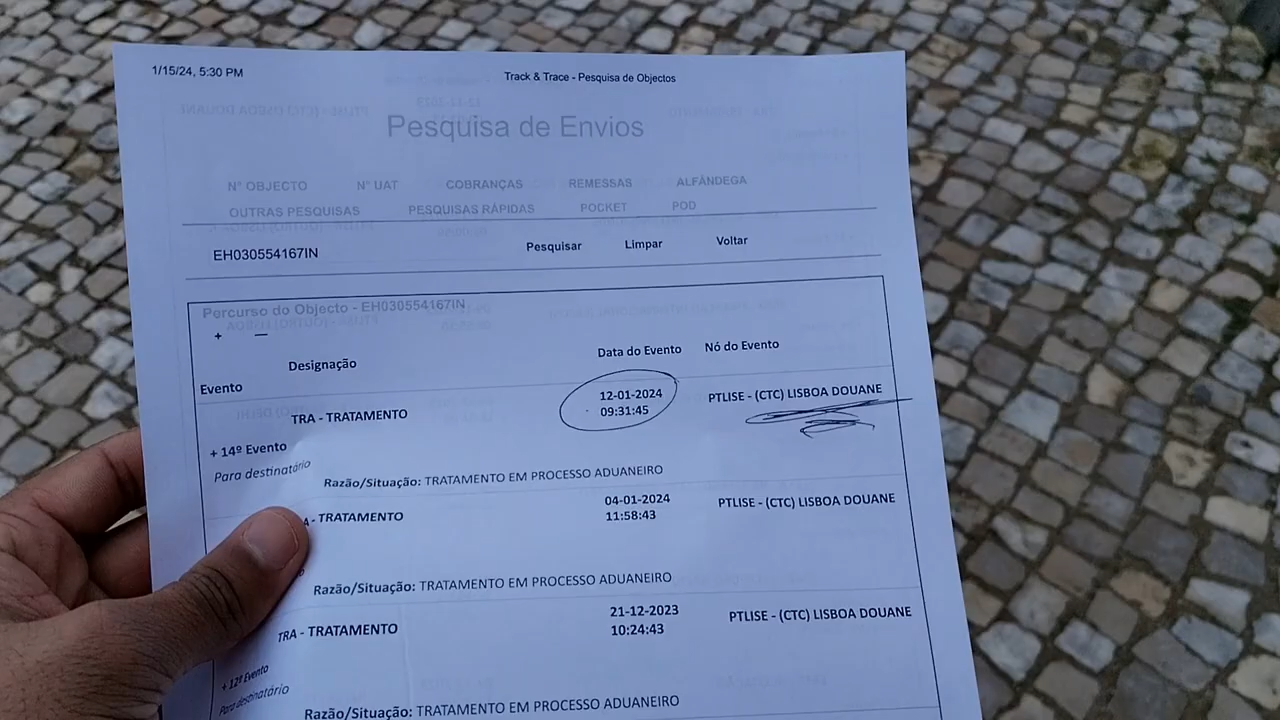 1/15/24, 5:30 PM
Track & Trace - Pesquisa de Objectos
Pesquisa de Envios
Nº OBJECTO Nº UAT COBRANÇAS REMESSAS ALFÂNDEGA
OUTRAS PESQUISAS PESQUISAS RÁPIDAS POCKET POD
EH030554167IN Pesquisar Limpar Voltar
Percurso do Objecto - EH030554167IN
+ —
Evento Designação Data do Evento Nó do Evento
TRA - TRATAMENTO 12-01-2024 PTLISE - (CTC) LISBOA DOUANE
09:31:45
+ 14º Evento
Para destinatário
Razão/Situação: TRATAMENTO EM PROCESSO ADUANEIRO
A - TRATAMENTO 04-01-2024 PTLISE - (CTC) LISBOA DOUANE
11:58:43
Razão/Situação: TRATAMENTO EM PROCESSO ADUANEIRO
TRA - TRATAMENTO 21-12-2023 PTLISE - (CTC) LISBOA DOUANE
10:24:43
+ 12º Evento
Para destinatário
Razão/Situação: TRATAMENTO EM PROCESSO ADUANEIRO